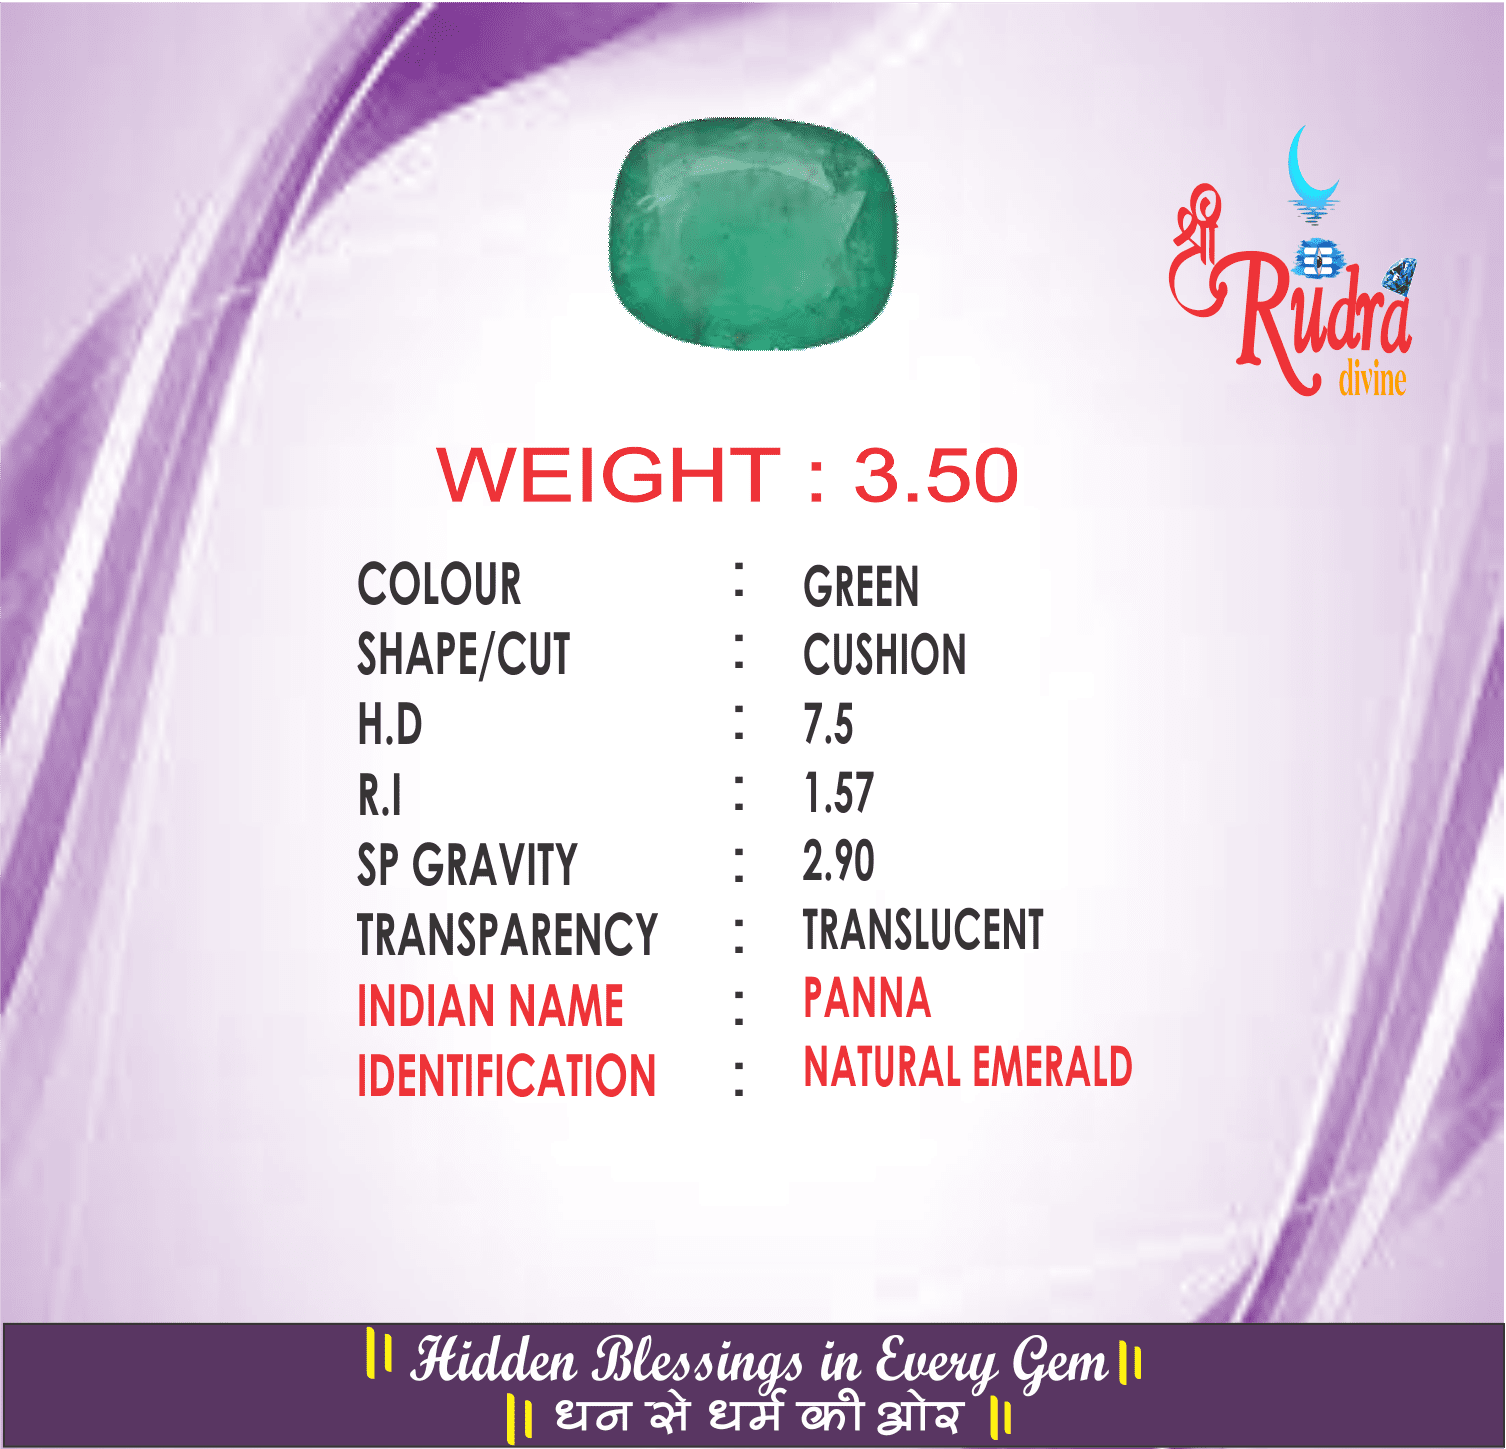 श्री
Rudra
divine
WEIGHT : 3.50
COLOUR : GREEN
SHAPE/CUT : CUSHION
H.D : 7.5
R.I : 1.57
SP GRAVITY : 2.90
TRANSPARENCY : TRANSLUCENT
INDIAN NAME : PANNA
IDENTIFICATION : NATURAL EMERALD
|| Hidden Blessings in Every Gem ||
|| धन से धर्म की ओर ||